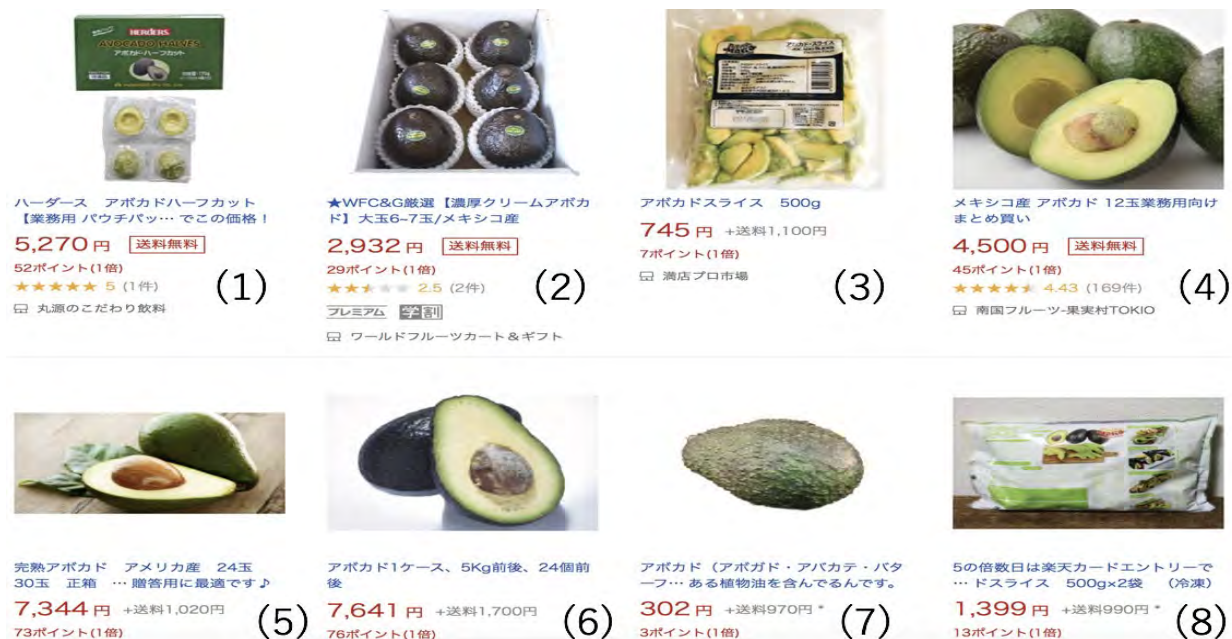 HERDERS
AVOCADO HALVES
アボカド・ハーフカット
アボカド・スライス
ハーダース アボカドハーフカット
【業務用 パウチパッ… でこの価格！
5,270円 送料無料
52ポイント(1倍)
★★★★★ 5 (1件)
(1)
丸源のこだわり飲料
★WFC&G厳選【濃厚クリームアボカ
ド】大玉6~7玉/メキシコ産
2,932円 送料無料
29ポイント(1倍)
2.5 (2件)
(2)
プレミアム 学割
ワールドフルーツカート＆ギフト
アボカドスライス 500g
745円 +送料1,100円
7ポイント(1倍)
満店プロ市場
(3)
メキシコ産 アボカド 12玉業務用向け
まとめ買い
4,500円 送料無料
45ポイント(1倍)
4.43 (169件)
(4)
南国フルーツ-果実村TOKIO
完熟アボカド アメリカ産 24玉
30玉 正箱 … 贈答用に最適です♪
7,344円 +送料1,020円
73ポイント(1倍)
(5)
アボカド1ケース、5Kg前後、24個前
後
7,641円 +送料1,700円
76ポイント(1倍)
(6)
アボカド（アボガド・アバカテ・バタ
ーフ… ある植物油を含んでるんです。
302円 +送料970円 *
3ポイント(1倍)
(7)
5の倍数日は楽天カードエントリーで
… ドスライス 500g×2袋 （冷凍）
1,399円 +送料990円 *
13ポイント(1倍)
(8)